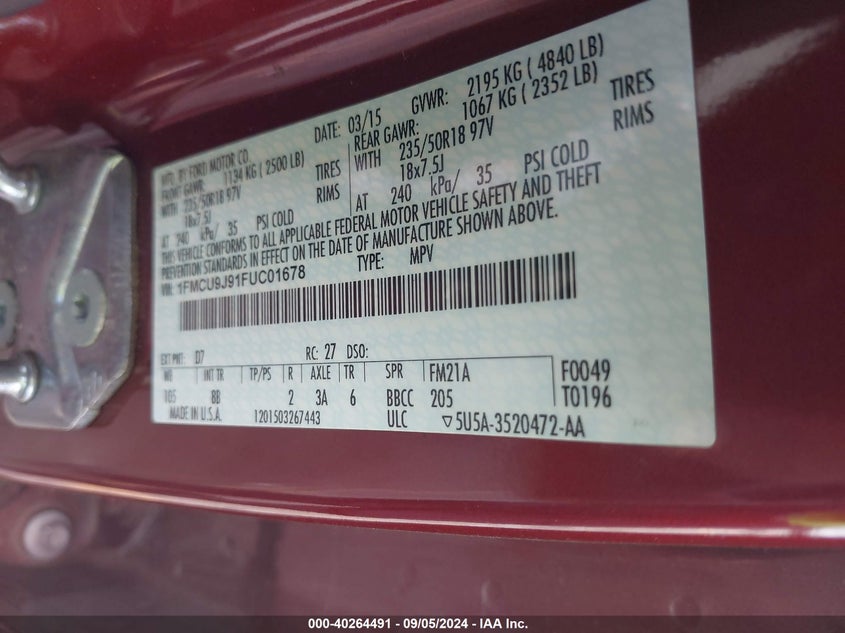 MFD. BY FORD MOTOR CO.
DATE: 03/15 GVWR: 2195 KG ( 4840 LB)
FRONT GAWR: 1134 KG ( 2500 LB) REAR GAWR: 1067 KG ( 2352 LB)
WITH 235/50R18 97V TIRES WITH 235/50R18 97V TIRES
18x7.5J RIMS 18x7.5J RIMS
AT 240 kPa/ 35 PSI COLD AT 240 kPa/ 35 PSI COLD
THIS VEHICLE CONFORMS TO ALL APPLICABLE FEDERAL MOTOR VEHICLE SAFETY AND THEFT
PREVENTION STANDARDS IN EFFECT ON THE DATE OF MANUFACTURE SHOWN ABOVE.
VIN: 1FMCU9J91FUC01678 TYPE: MPV
EXT PNT: D7 RC: 27 DSO:
WB INT TR TP/PS R AXLE TR SPR FM21A F0049
105 8B 2 3A 6 BBCC 205 T0196
MADE IN U.S.A. 1201503267443 ULC ▽5U5A-3520472-AA
000-40264491 - 09/05/2024 - IAA Inc.